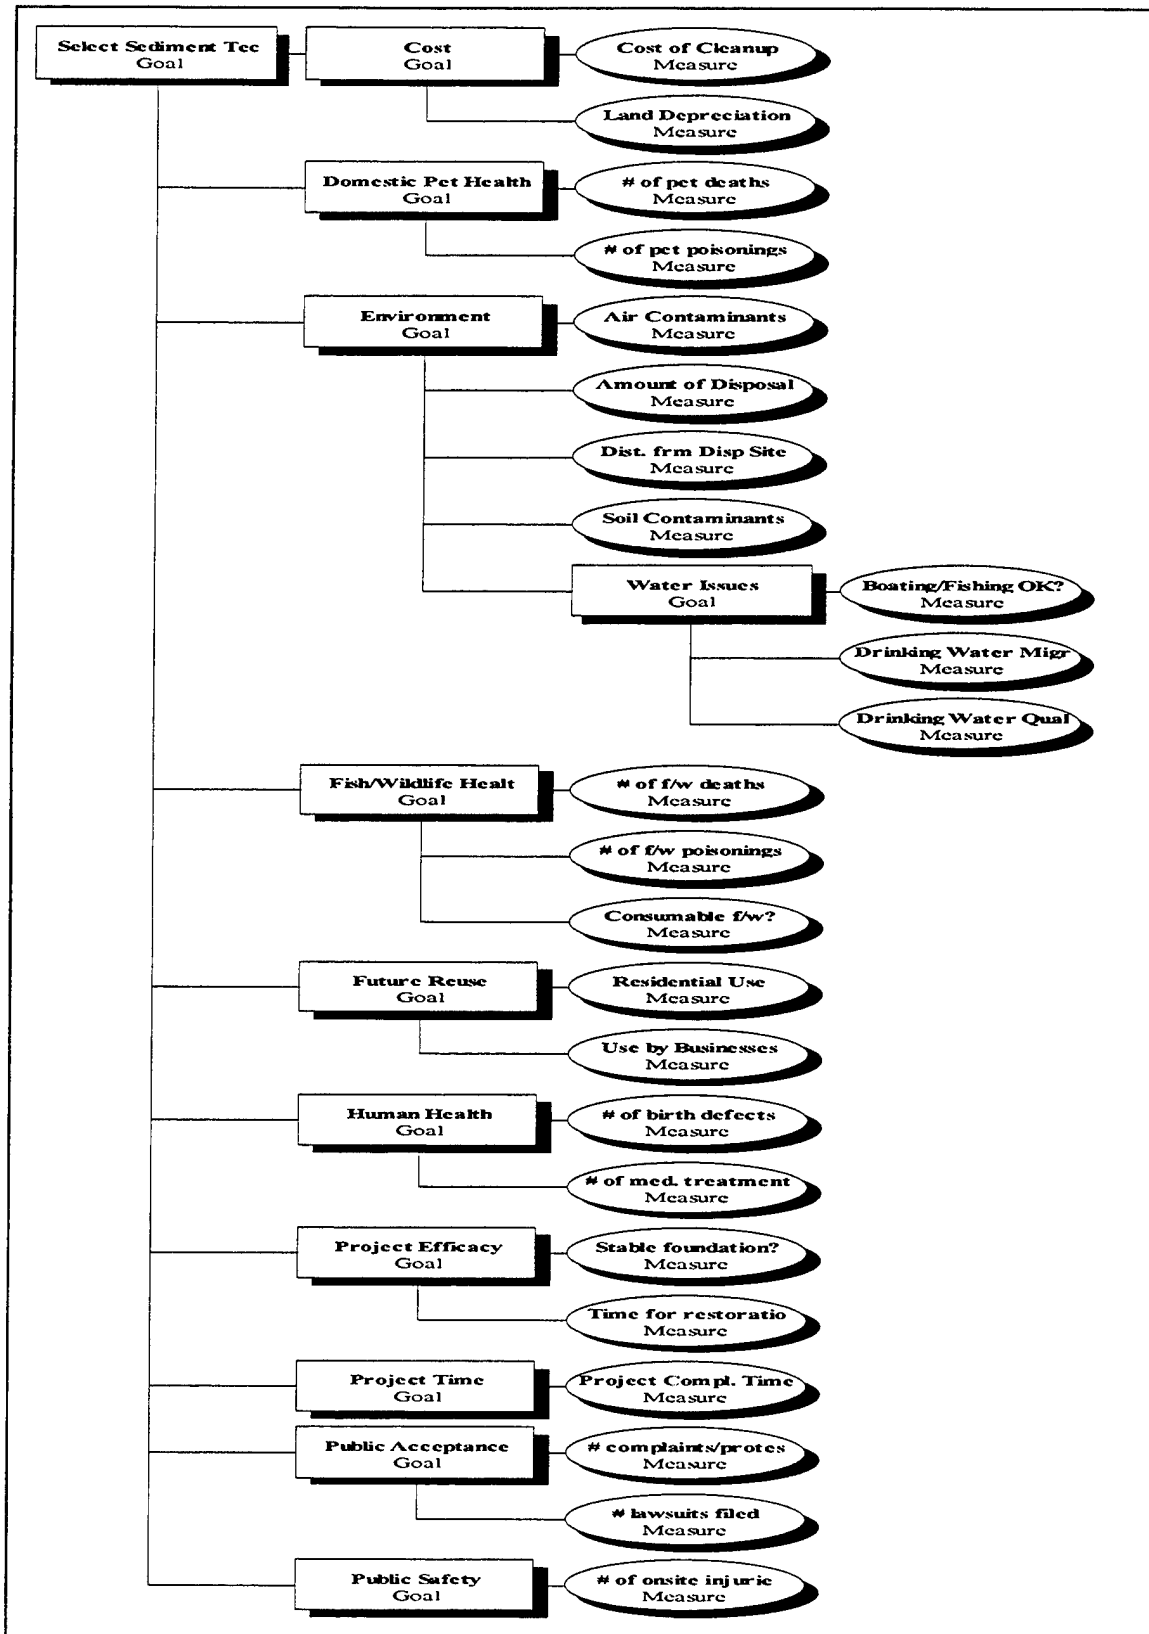 Select Sediment Tec
Goal
Cost
Goal
Cost of Cleanup
Measure
Land Depreciation
Measure
Domestic Pet Health
Goal
# of pet deaths
Measure
# of pet poisonings
Measure
Environment
Goal
Air Contaminants
Measure
Amount of Disposal
Measure
Dist. frm Disp Site
Measure
Soil Contaminants
Measure
Water Issues
Goal
Boating/Fishing OK?
Measure
Drinking Water Migr
Measure
Drinking Water Qual
Measure
Fish/Wildlife Healt
Goal
# of f/w deaths
Measure
# of f/w poisonings
Measure
Consumable f/w?
Measure
Future Reuse
Goal
Residential Use
Measure
Use by Businesses
Measure
Human Health
Goal
# of birth defects
Measure
# of med. treatment
Measure
Project Efficacy
Goal
Stable foundation?
Measure
Time for restoratio
Measure
Project Time
Goal
Project Compl. Time
Measure
Public Acceptance
Goal
# complaints/protes
Measure
# lawsuits filed
Measure
Public Safety
Goal
# of onsite injurie
Measure